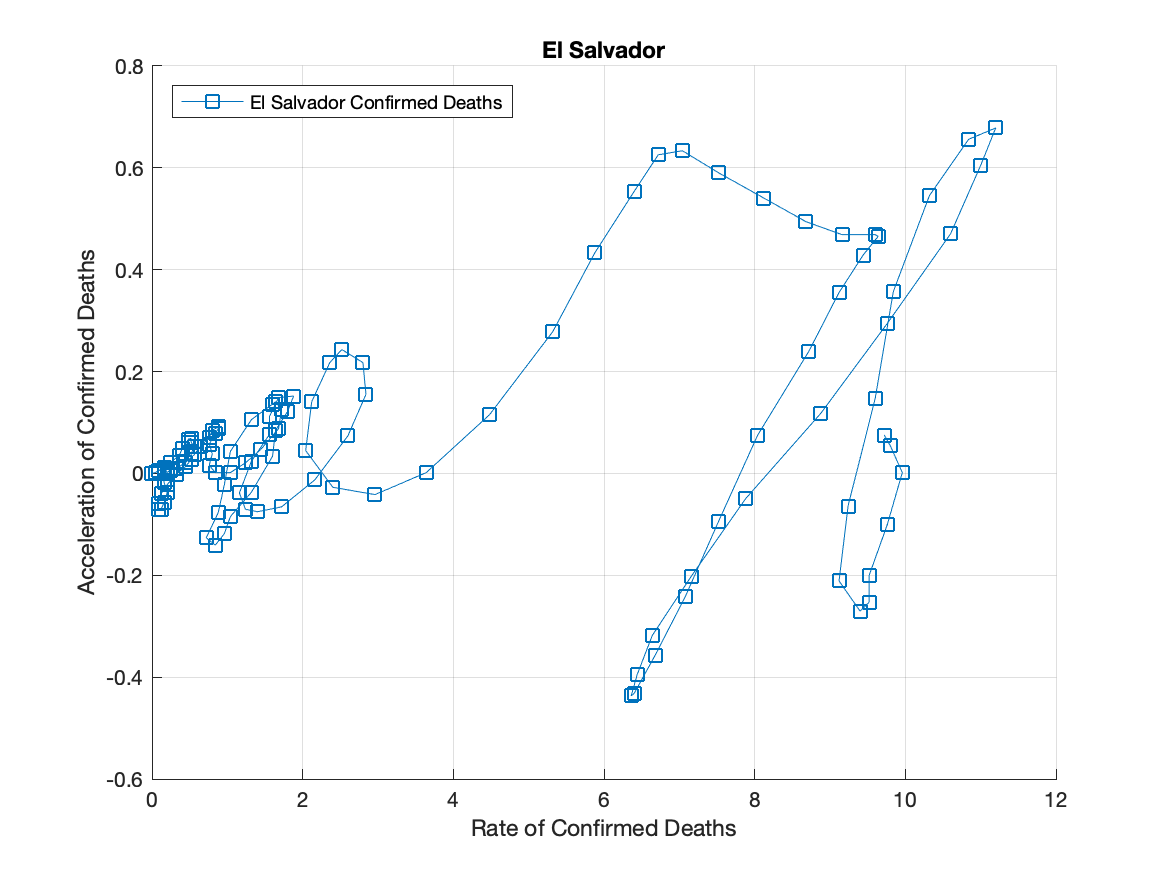 El Salvador
El Salvador Confirmed Deaths
0.8
0.6
0.4
0.2
0
-0.2
-0.4
-0.6
Acceleration of Confirmed Deaths
0 2 4 6 8 10 12
Rate of Confirmed Deaths